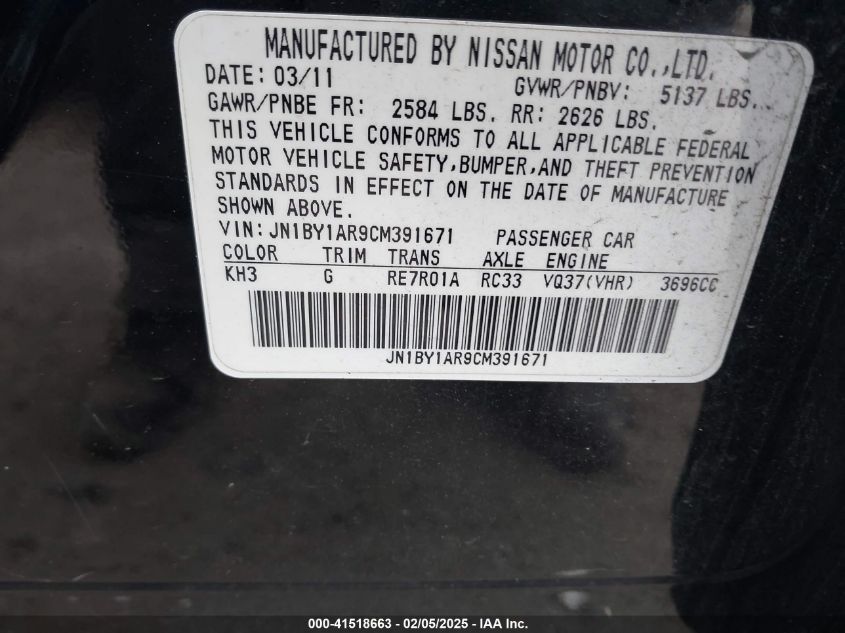 MANUFACTURED BY NISSAN MOTOR CO.,LTD.
DATE: 03/11 GVWR/PNBV: 5137 LBS.
GAWR/PNBE FR: 2584 LBS. RR: 2626 LBS.
THIS VEHICLE CONFORMS TO ALL APPLICABLE FEDERAL
MOTOR VEHICLE SAFETY,BUMPER,AND THEFT PREVENTION
STANDARDS IN EFFECT ON THE DATE OF MANUFACTURE
SHOWN ABOVE.
VIN: JN1BY1AR9CM391671 PASSENGER CAR
COLOR TRIM TRANS AXLE ENGINE
KH3 G RE7R01A RC33 VQ37(VHR) 3696CC
JN1BY1AR9CM391671
000-41518663 - 02/05/2025 - IAA Inc.